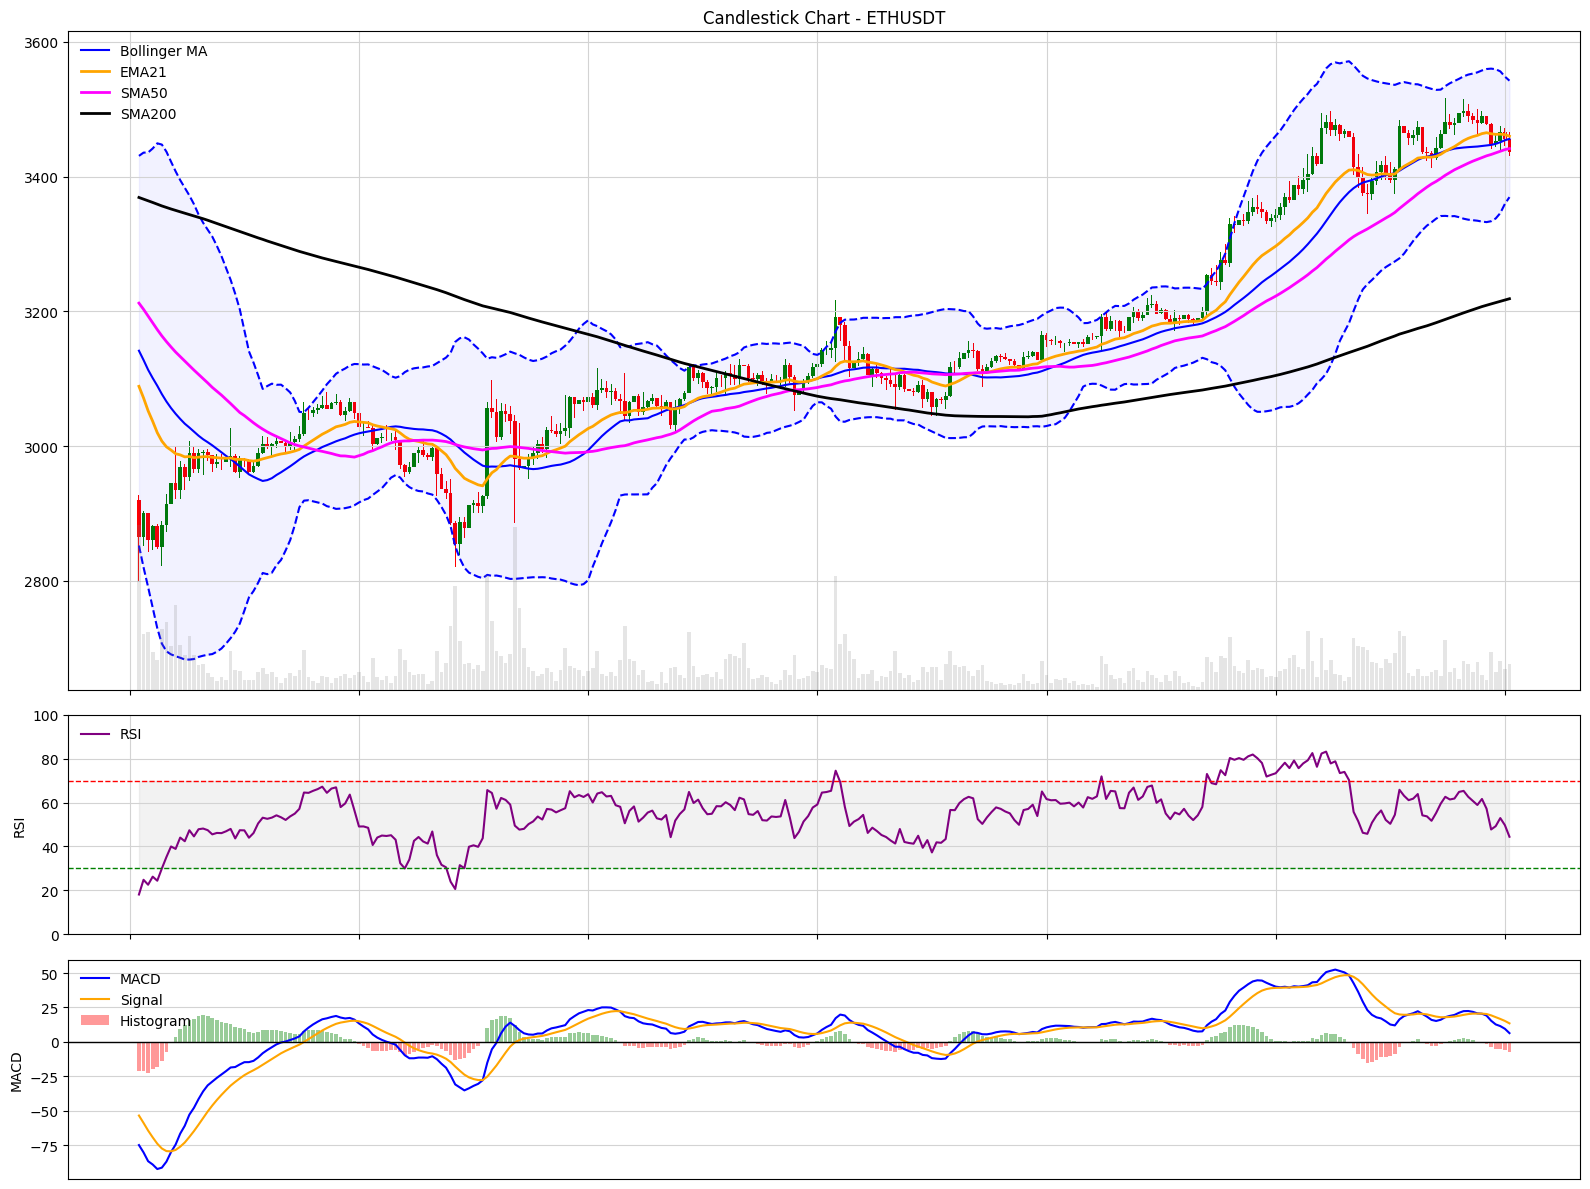 Candlestick Chart - ETHUSDT
3600
3400
3200
3000
2800
Bollinger MA
EMA21
SMA50
SMA200
100
80
60
40
20
0
RSI
RSI
50
25
0
−25
−50
−75
MACD
MACD
Signal
Histogram